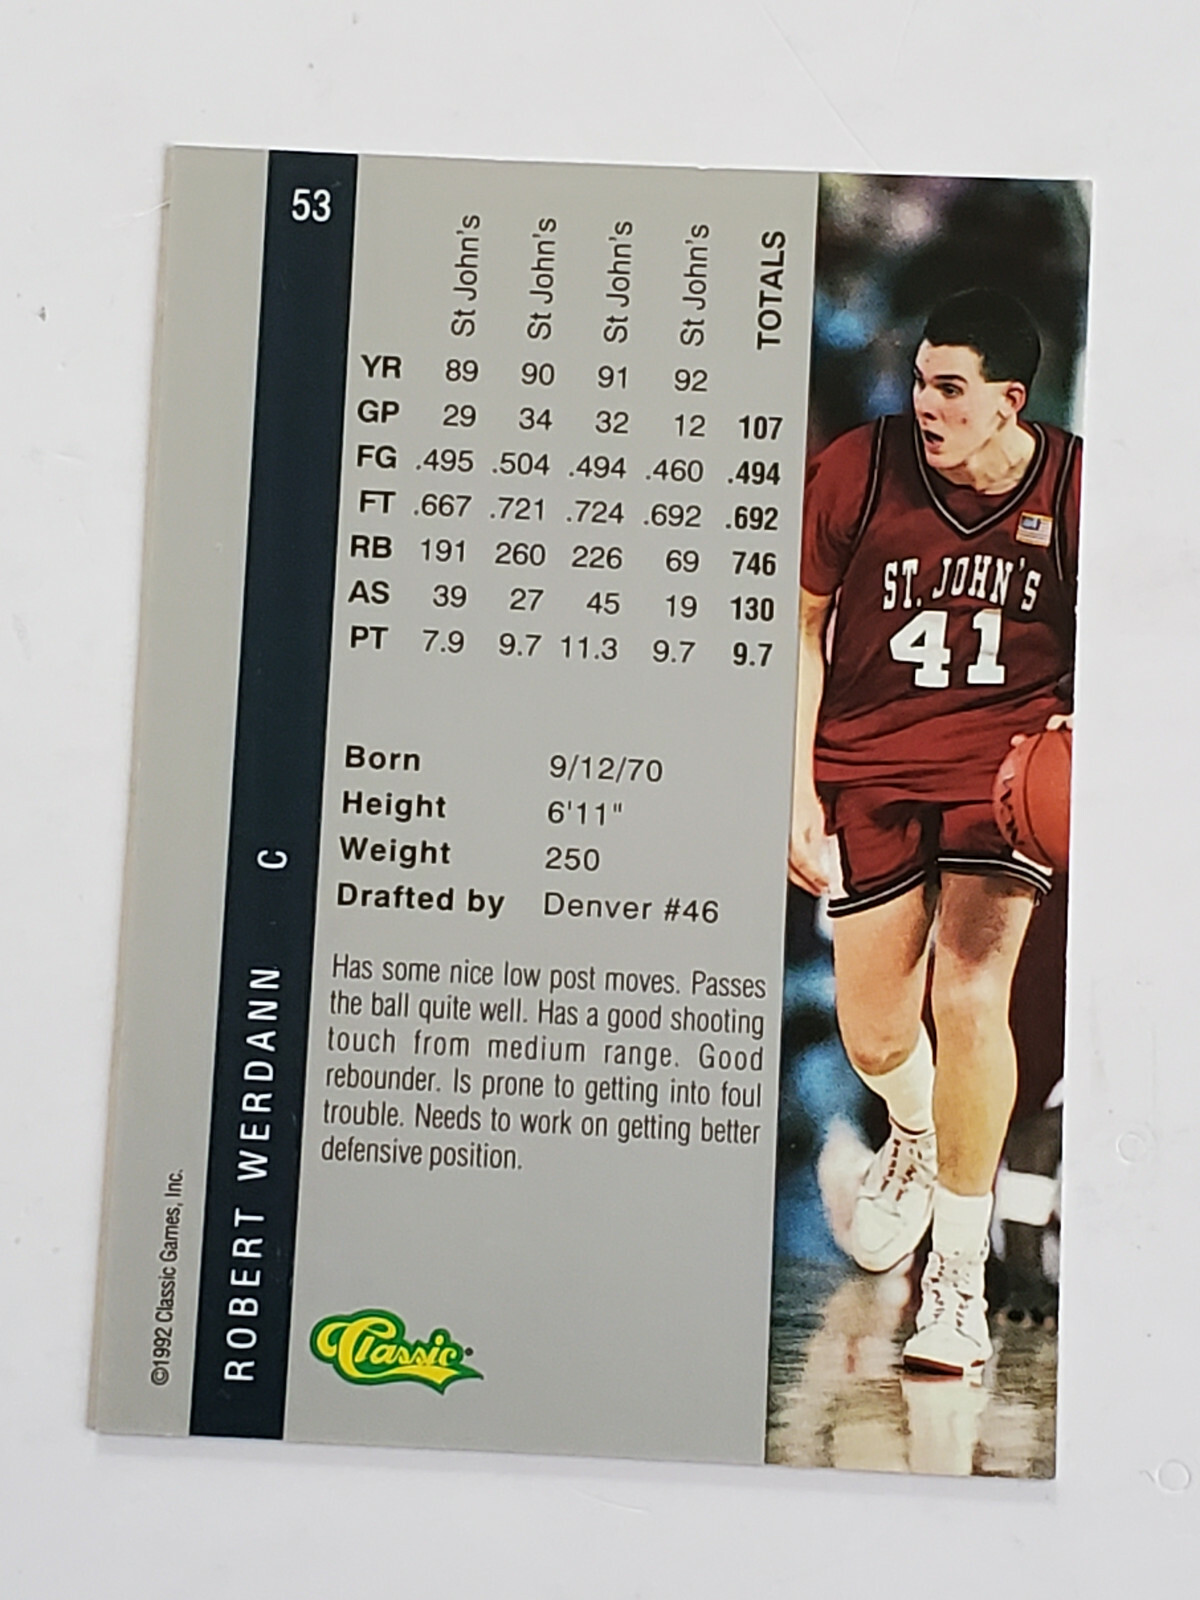 53
St John's St John's St John's St John's TOTALS
YR 89 90 91 92
GP 29 34 32 12 107
FG .495 .504 .494 .460 .494
FT .667 .721 .724 .692 .692
RB 191 260 226 69 746
AS 39 27 45 19 130
PT 7.9 9.7 11.3 9.7 9.7
Born 9/12/70
Height 6'11"
Weight 250
Drafted by Denver #46
Has some nice low post moves. Passes
the ball quite well. Has a good shooting
touch from medium range. Good
rebounder. Is prone to getting into foul
trouble. Needs to work on getting better
defensive position.
Classic
ROBERT WERDANN C
©1992 Classic Games, Inc.
ST. JOHN'S
41